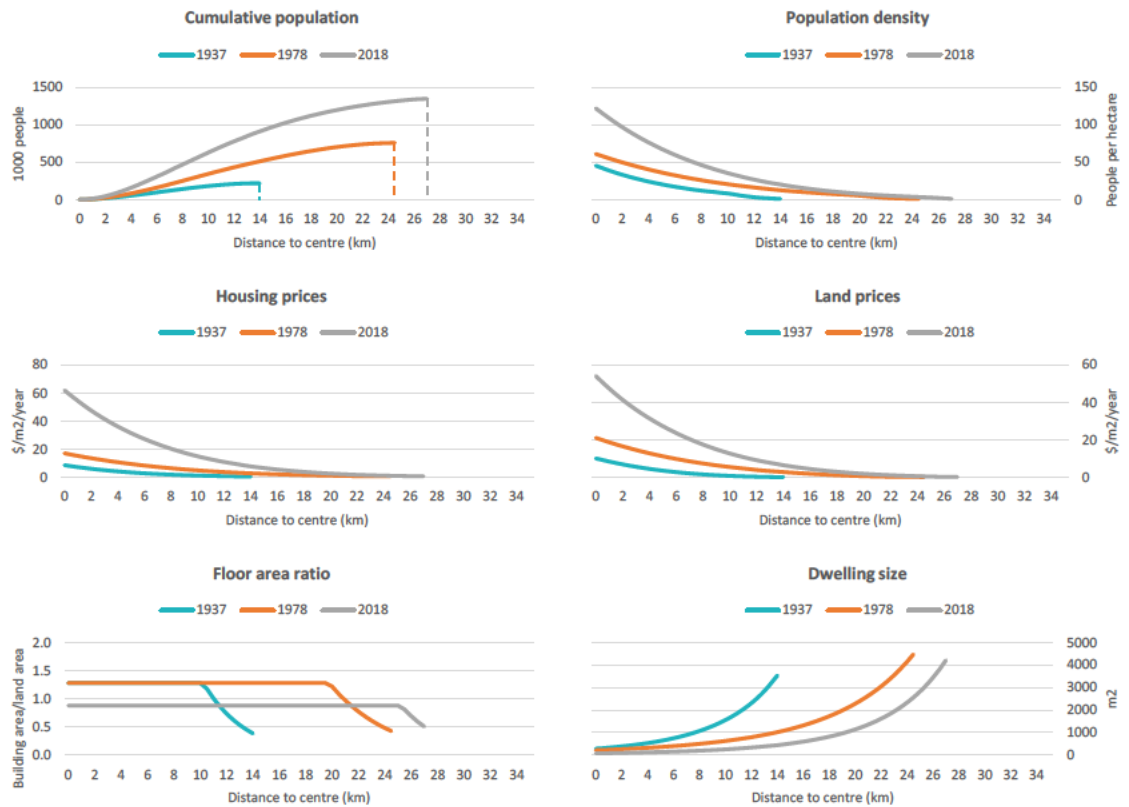 Cumulative population
1937 1978 2018
1000 people
1500
1000
500
0
0 2 4 6 8 10 12 14 16 18 20 22 24 26 28 30 32 34
Distance to centre (km)
Population density
1937 1978 2018
150
100
50
0
People per hectare
0 2 4 6 8 10 12 14 16 18 20 22 24 26 28 30 32 34
Distance to centre (km)
Housing prices
1937 1978 2018
$/m2/year
80
60
40
20
0
0 2 4 6 8 10 12 14 16 18 20 22 24 26 28 30 32 34
Distance to centre (km)
Land prices
1937 1978 2018
60
40
20
0
$/m2/year
0 2 4 6 8 10 12 14 16 18 20 22 24 26 28 30 32 34
Distance to centre (km)
Floor area ratio
1937 1978 2018
Building area/land area
2.0
1.5
1.0
0.5
0.0
0 2 4 6 8 10 12 14 16 18 20 22 24 26 28 30 32 34
Distance to centre (km)
Dwelling size
1937 1978 2018
5000
4000
3000
2000
1000
0
m2
0 2 4 6 8 10 12 14 16 18 20 22 24 26 28 30 32 34
Distance to centre (km)